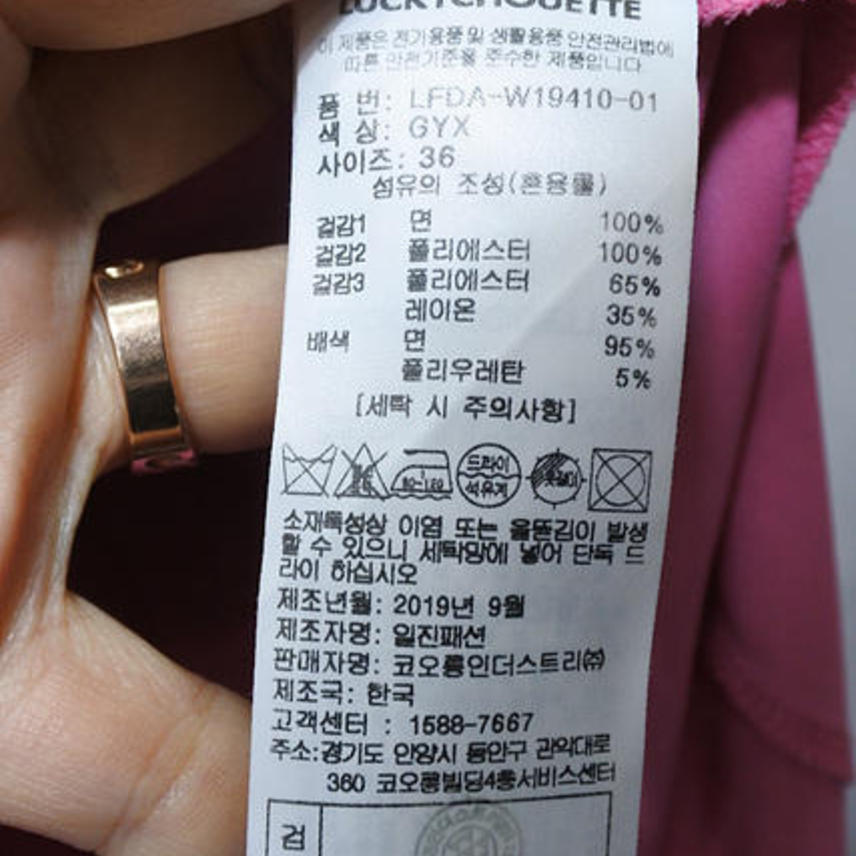 LUCKYCHOUETTE
이 제품은 전기용품 및 생활용품 안전관리법에
따른 안전기준을 준수한 제품입니다
품 번: LFDA-W19410-01
색 상: GYX
사이즈: 36
섬유의 조성(혼용률)
겉감1 면 100%
겉감2 폴리에스터 100%
겉감3 폴리에스터 65%
레이온 35%
배색 면 95%
폴리우레탄 5%
[세탁 시 주의사항]
드라이
석유계
소재특성상 이염 또는 올뜯김이 발생
할 수 있으니 세탁망에 넣어 단독 드
라이 하십시오
제조년월: 2019년 9월
제조자명: 일진패션
판매자명: 코오롱인더스트리㈜
제조국: 한국
고객센터 : 1588-7667
주소:경기도 안양시 동안구 관악대로
360 코오롱빌딩4층서비스센터
검